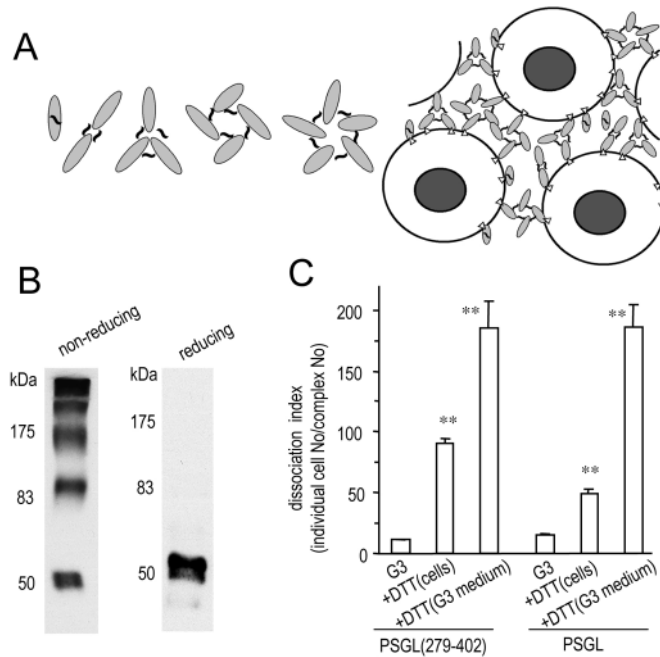 A
B
non-reducing
reducing
kDa
175
83
50
kDa
175
83
50
C
dissociation index
(individual cell No/complex No)
200
150
100
50
0
**
**
**
**
G3
+DTT(cells)
+DTT(G3 medium)
G3
+DTT(cells)
+DTT(G3 medium)
PSGL(279-402)
PSGL